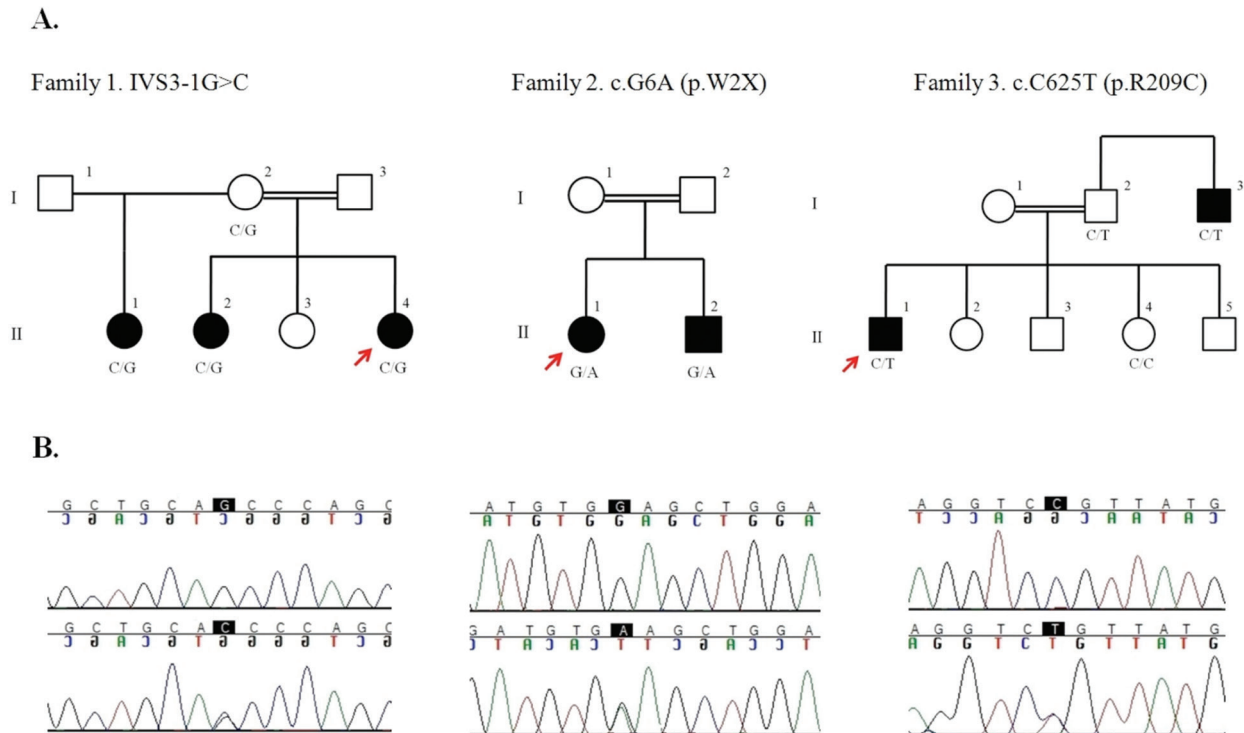 A.
Family 1. IVS3-1G>C
Family 2. c.G6A (p.W2X)
Family 3. c.C625T (p.R209C)
I
1
2
3
C/G
II
1
2
3
4
C/G
C/G
C/G
I
1
2
II
1
2
G/A
G/A
I
1
2
3
C/T
C/T
II
1
2
3
4
5
C/T
C/C
B.
G C T G C A G C C C A G C
G C T G C A C C C C A G C
A T G T G G A G C T G G A
A T G T G G A G C T G G A
G A T G T G A A G C T G G A
A G G T C C G T T A T G
T C C A G G C A A T A C
A G G T C T G T T A T G
A G G T C T G T T A T G